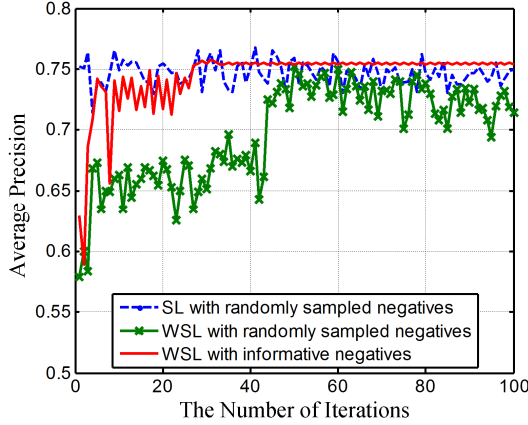 0.8
0.75
0.7
0.65
0.6
0.55
0.5
0
20
40
60
80
100
Average Precision
The Number of Iterations
SL with randomly sampled negatives
WSL with randomly sampled negatives
WSL with informative negatives